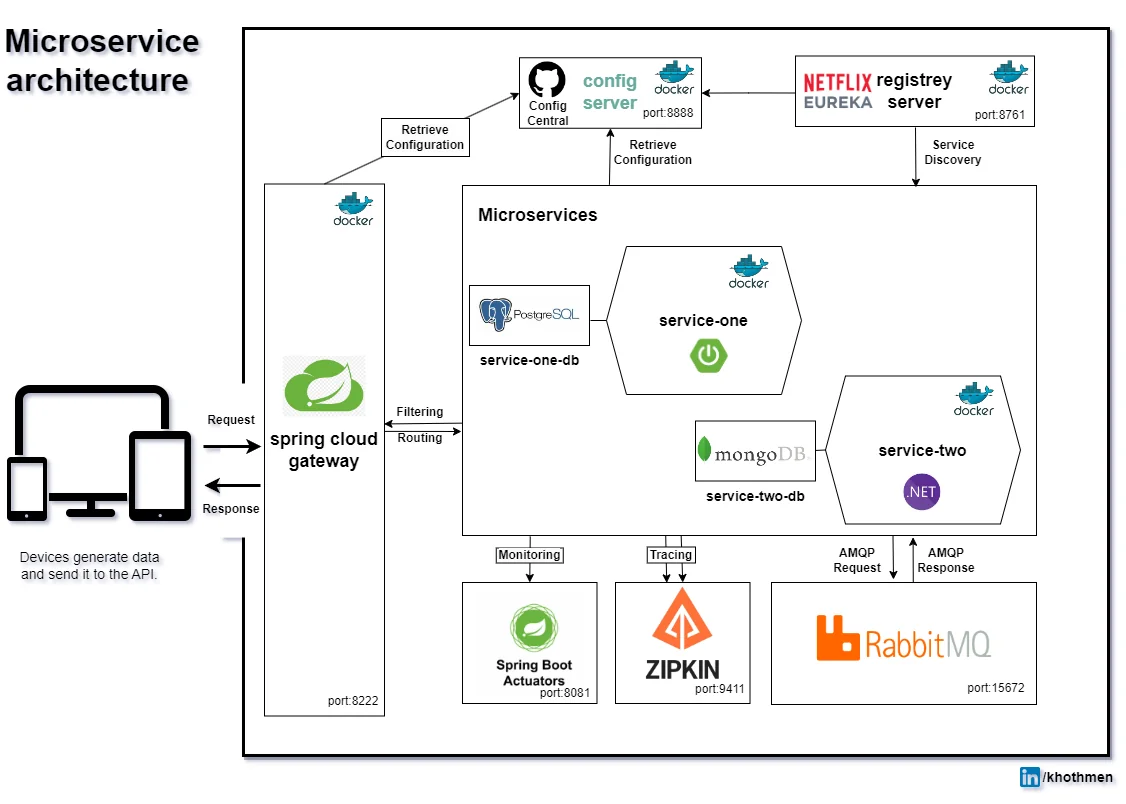 Microservice
architecture
Config
Central
config
server
docker
port:8888
NETFLIX
EUREKA
registrey
server
docker
port:8761
Retrieve
Configuration
Retrieve
Configuration
Service
Discovery
docker
spring cloud
gateway
port:8222
Microservices
docker
service-one
PostgreSQL
service-one-db
docker
service-two
.NET
mongoDB
service-two-db
Request
Response
Filtering
Routing
Devices generate data
and send it to the API.
Monitoring
Tracing
AMQP
Request
AMQP
Response
Spring Boot
Actuators
port:8081
ZIPKIN
port:9411
RabbitMQ
port:15672
in/khothmen